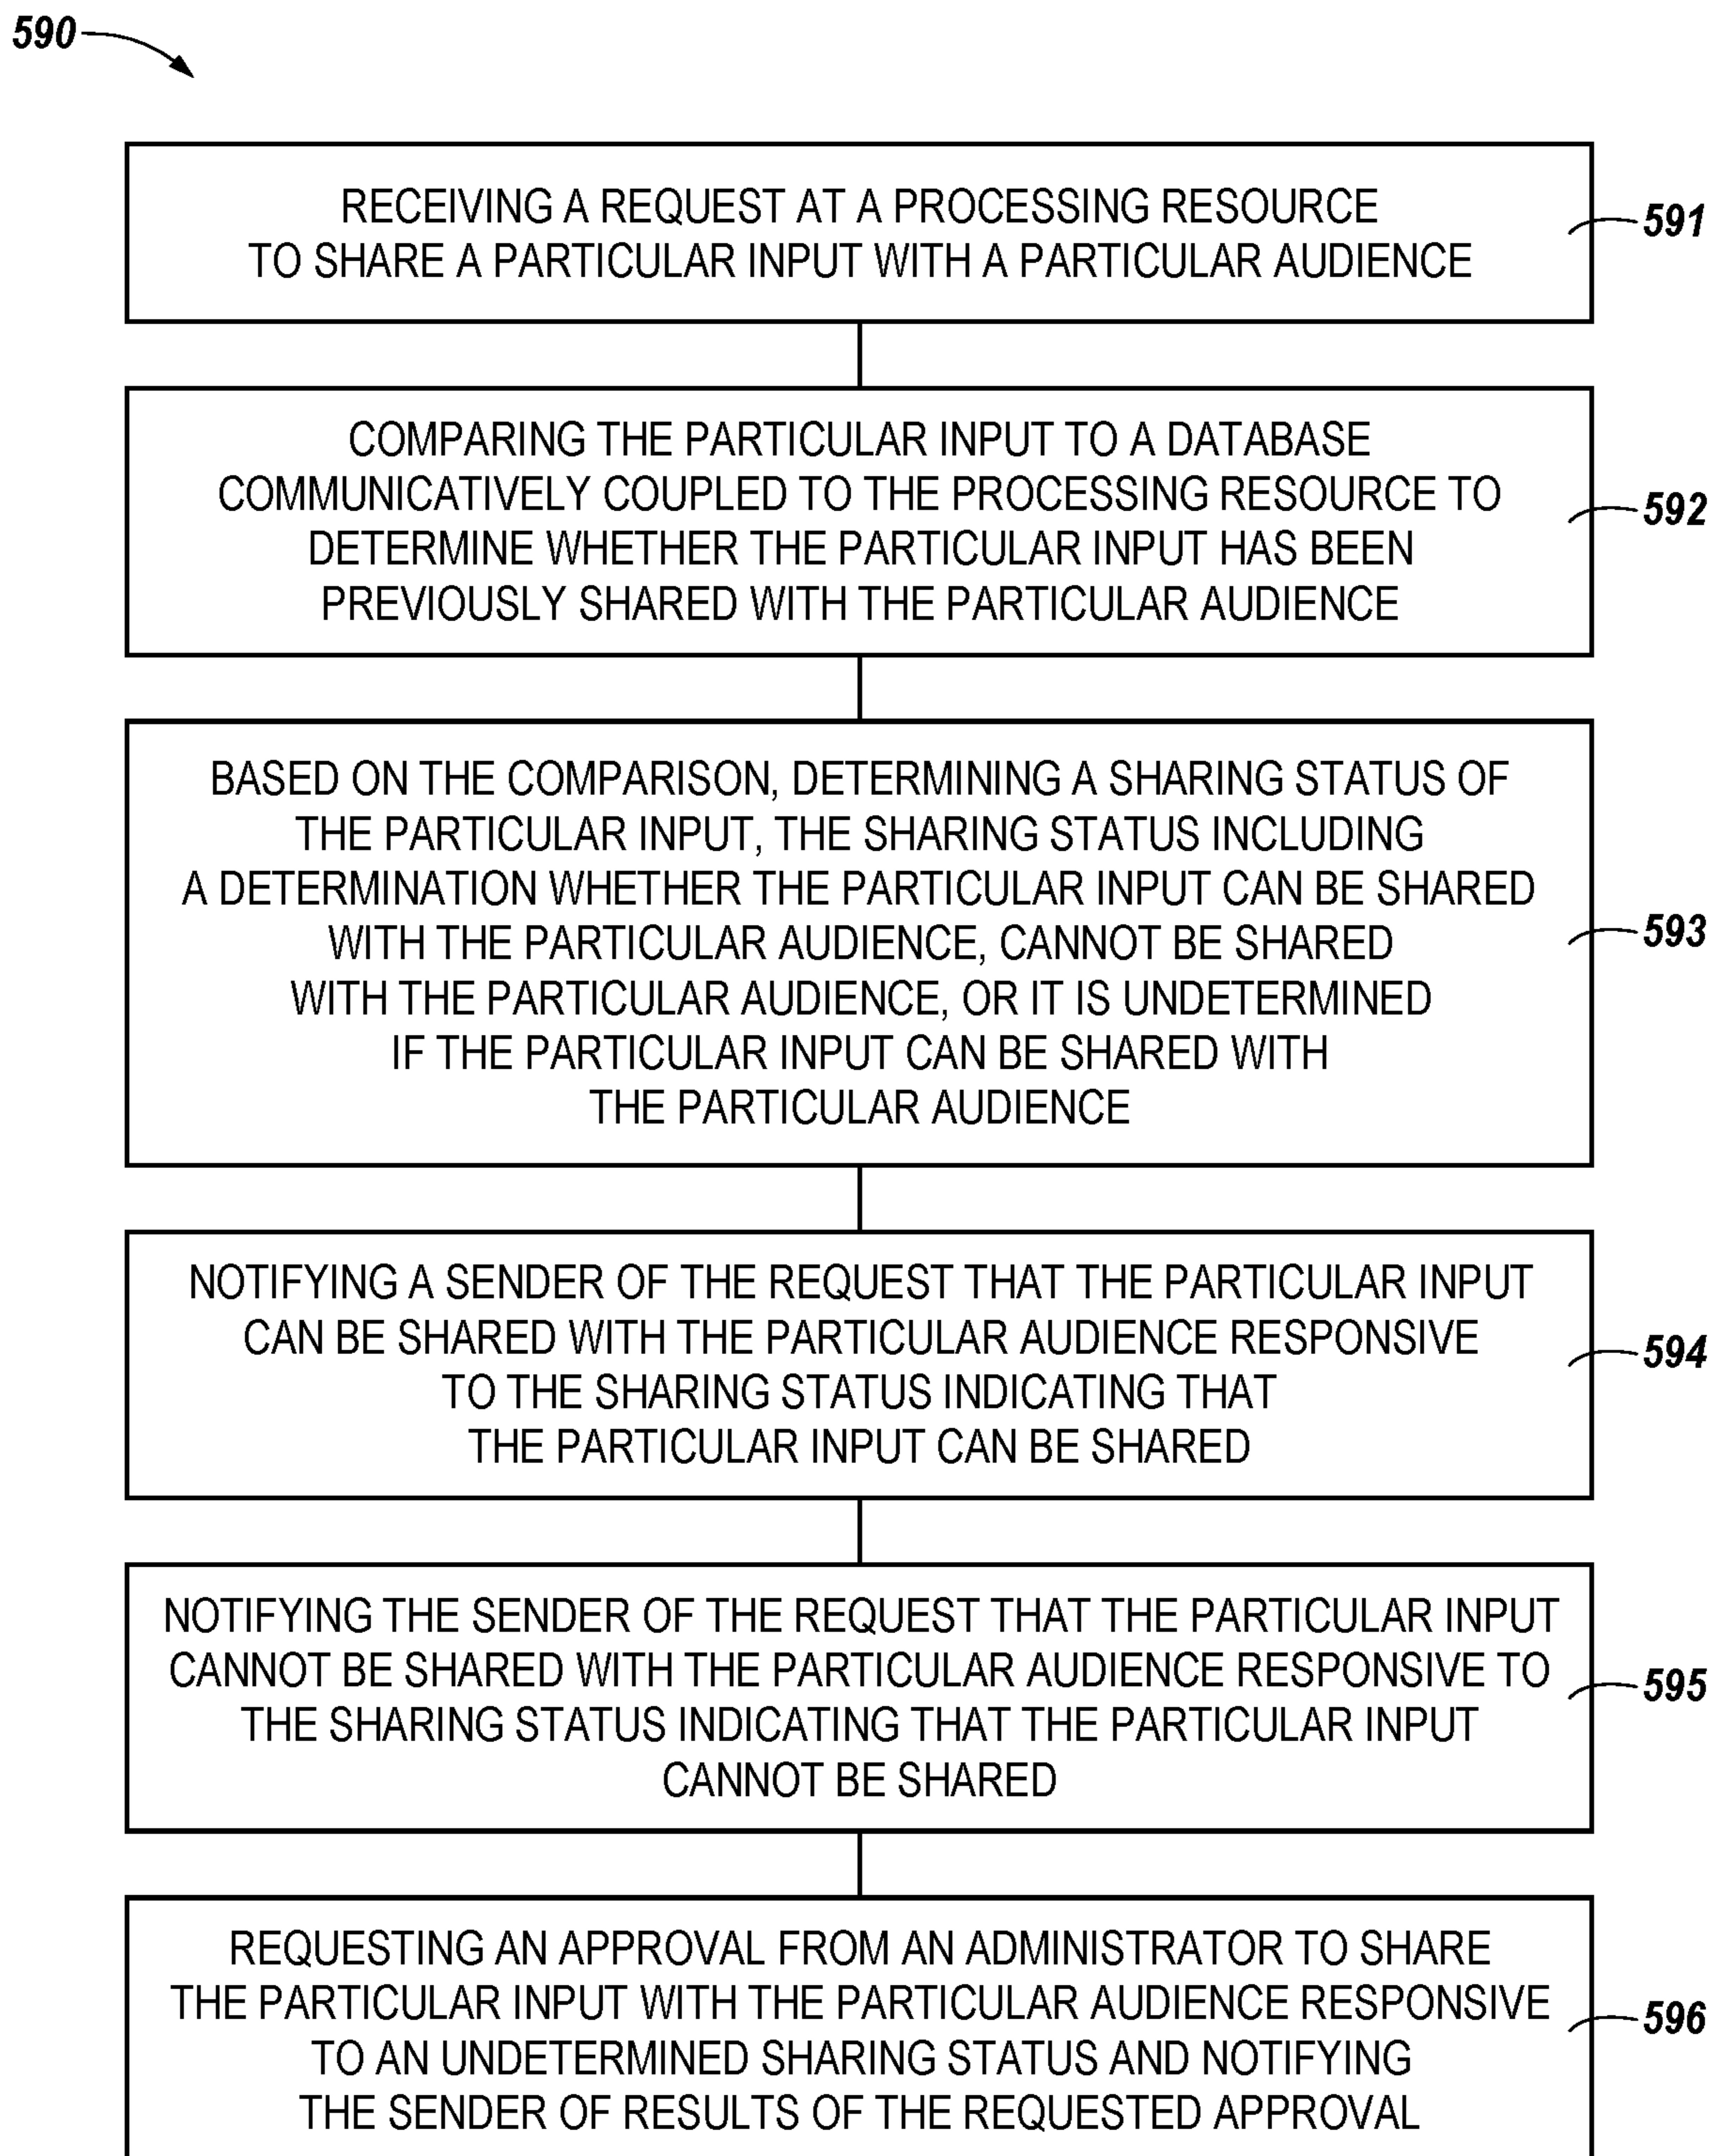 590
RECEIVING A REQUEST AT A PROCESSING RESOURCE
TO SHARE A PARTICULAR INPUT WITH A PARTICULAR AUDIENCE
591
COMPARING THE PARTICULAR INPUT TO A DATABASE
COMMUNICATIVELY COUPLED TO THE PROCESSING RESOURCE TO
DETERMINE WHETHER THE PARTICULAR INPUT HAS BEEN
PREVIOUSLY SHARED WITH THE PARTICULAR AUDIENCE
592
BASED ON THE COMPARISON, DETERMINING A SHARING STATUS OF
THE PARTICULAR INPUT, THE SHARING STATUS INCLUDING
A DETERMINATION WHETHER THE PARTICULAR INPUT CAN BE SHARED
WITH THE PARTICULAR AUDIENCE, CANNOT BE SHARED
WITH THE PARTICULAR AUDIENCE, OR IT IS UNDETERMINED
IF THE PARTICULAR INPUT CAN BE SHARED WITH
THE PARTICULAR AUDIENCE
593
NOTIFYING A SENDER OF THE REQUEST THAT THE PARTICULAR INPUT
CAN BE SHARED WITH THE PARTICULAR AUDIENCE RESPONSIVE
TO THE SHARING STATUS INDICATING THAT
THE PARTICULAR INPUT CAN BE SHARED
594
NOTIFYING THE SENDER OF THE REQUEST THAT THE PARTICULAR INPUT
CANNOT BE SHARED WITH THE PARTICULAR AUDIENCE RESPONSIVE TO
THE SHARING STATUS INDICATING THAT THE PARTICULAR INPUT
CANNOT BE SHARED
595
REQUESTING AN APPROVAL FROM AN ADMINISTRATOR TO SHARE
THE PARTICULAR INPUT WITH THE PARTICULAR AUDIENCE RESPONSIVE
TO AN UNDETERMINED SHARING STATUS AND NOTIFYING
THE SENDER OF RESULTS OF THE REQUESTED APPROVAL
596